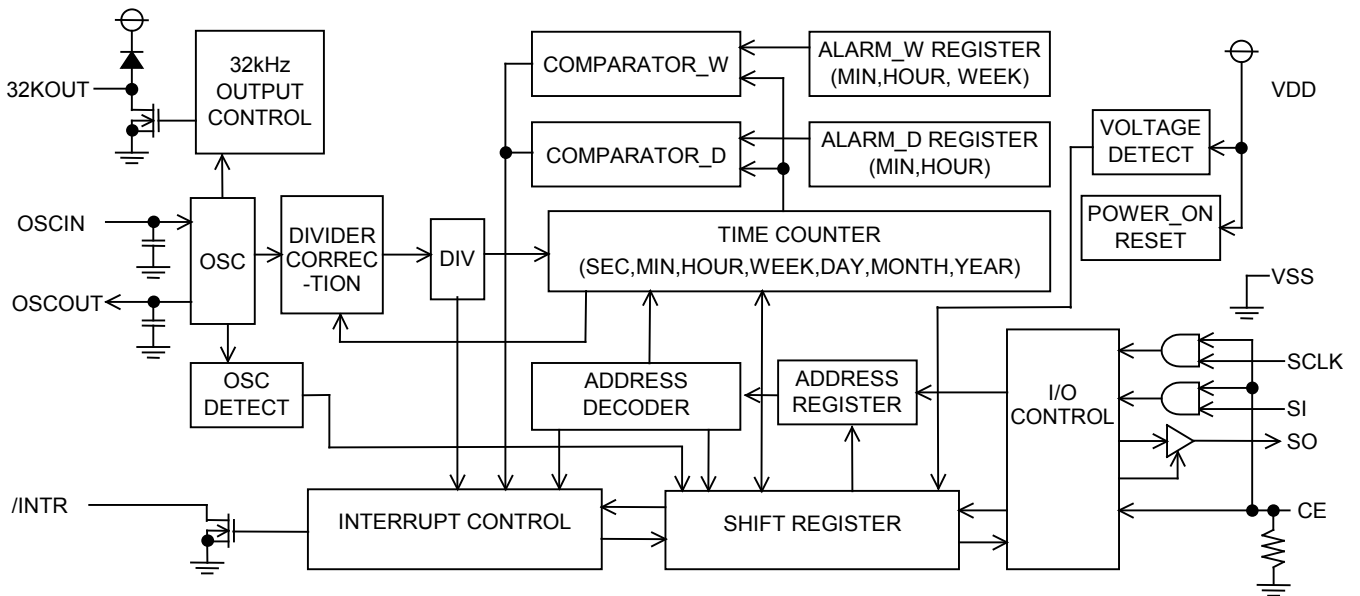 32KOUT
32kHz
OUTPUT
CONTROL
COMPARATOR_W
ALARM_W REGISTER
(MIN,HOUR, WEEK)
VDD
VOLTAGE
DETECT
COMPARATOR_D
ALARM_D REGISTER
(MIN,HOUR)
POWER_ON
RESET
OSCIN
OSC
DIVIDER
CORREC
-TION
DIV
TIME COUNTER
(SEC,MIN,HOUR,WEEK,DAY,MONTH,YEAR)
OSCOUT
VSS
OSC
DETECT
ADDRESS
DECODER
ADDRESS
REGISTER
I/O
CONTROL
SCLK
SI
SO
/INTR
INTERRUPT CONTROL
SHIFT REGISTER
CE